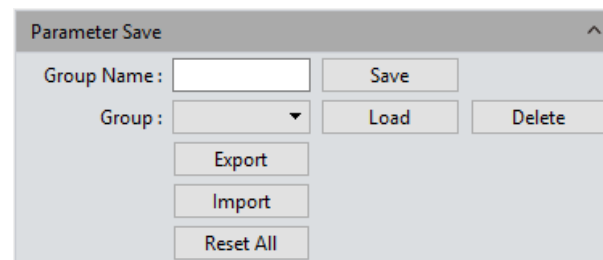 Parameter Save
Group Name : Save
Group : Load Delete
Export
Import
Reset All